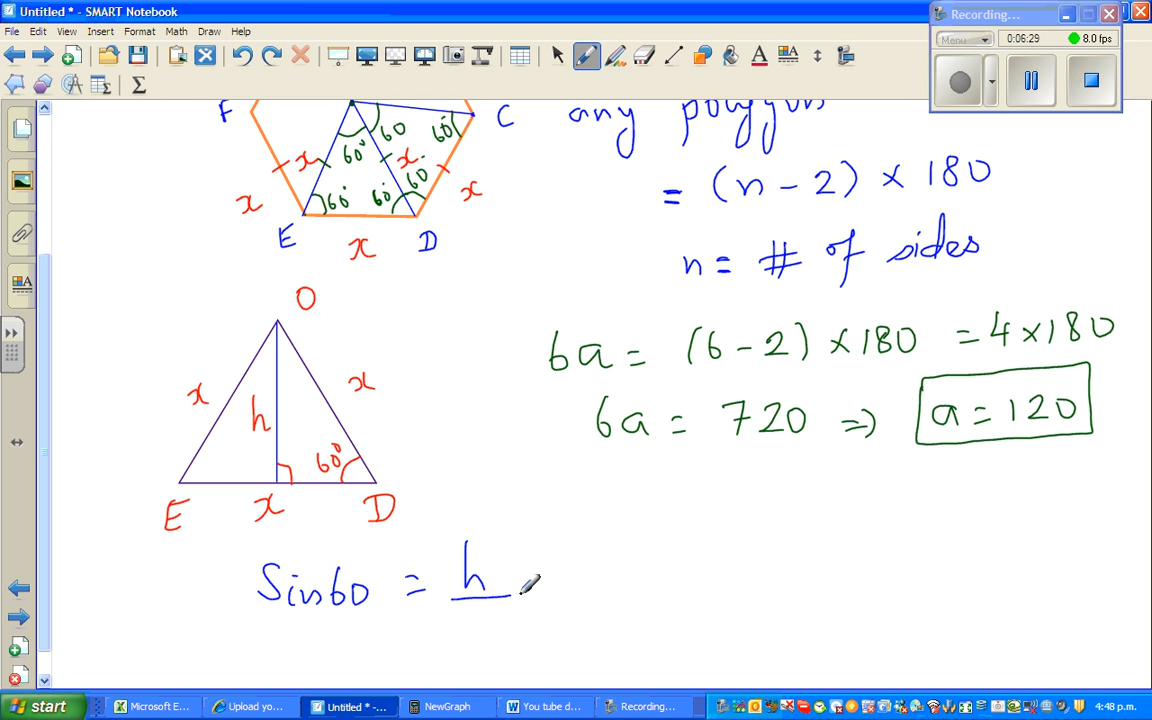 Untitled * - SMART Notebook
Recording...
File Edit View Insert Format Math Draw Help
Menu 0:06:29 8.0 fps
F C any polygons
60° 60 60°
x x 60
= (n - 2) × 180
x 60° 60° x
E x D
n = # of sides
O
6a = (6 - 2) × 180 = 4 × 180
x x
h
6a = 720 => a = 120
60°
E x D
Sin60 = h
start Microsoft E... Upload yo... Untitled * -... NewGraph You tube d... Recording... 4:48 p.m.